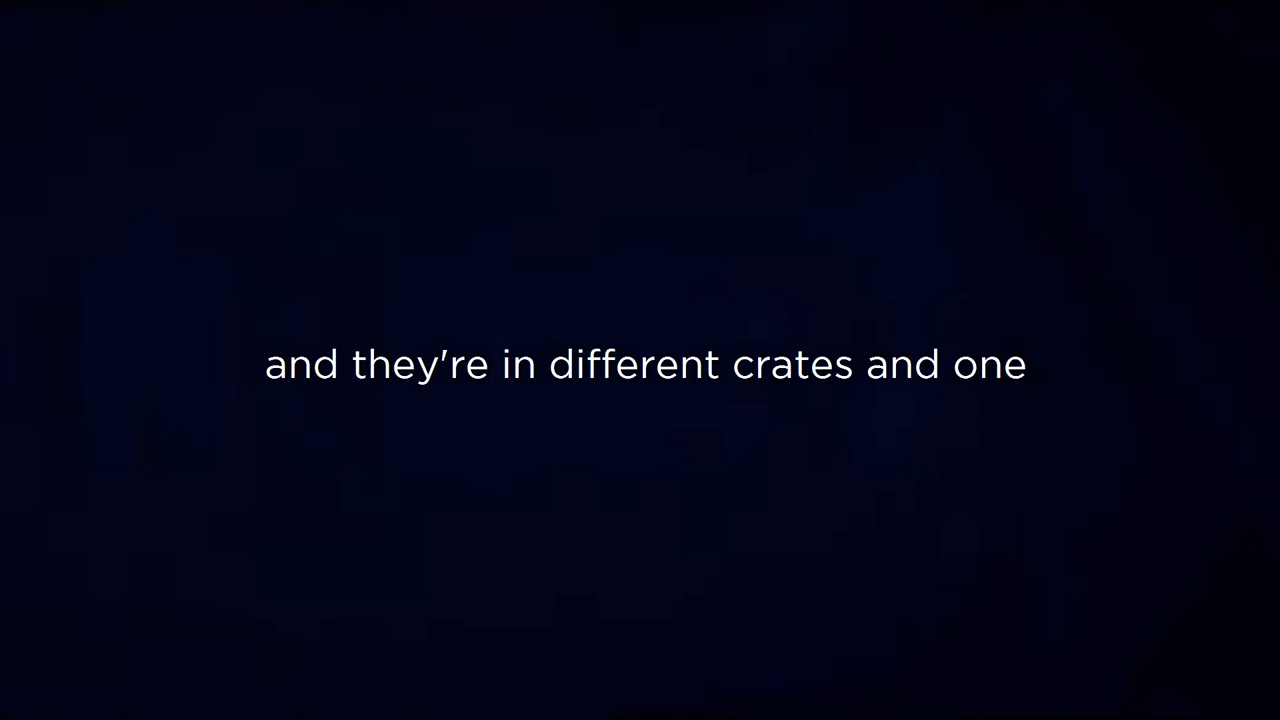 and they're in different crates and one